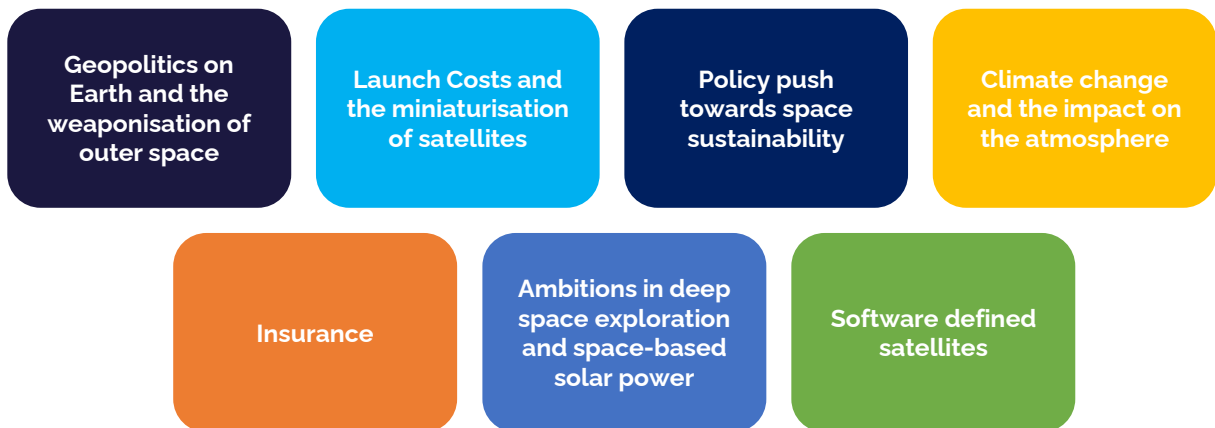 Geopolitics on
Earth and the
weaponisation of
outer space
Launch Costs and
the miniaturisation
of satellites
Policy push
towards space
sustainability
Climate change
and the impact on
the atmosphere
Insurance
Ambitions in deep
space exploration
and space-based
solar power
Software defined
satellites